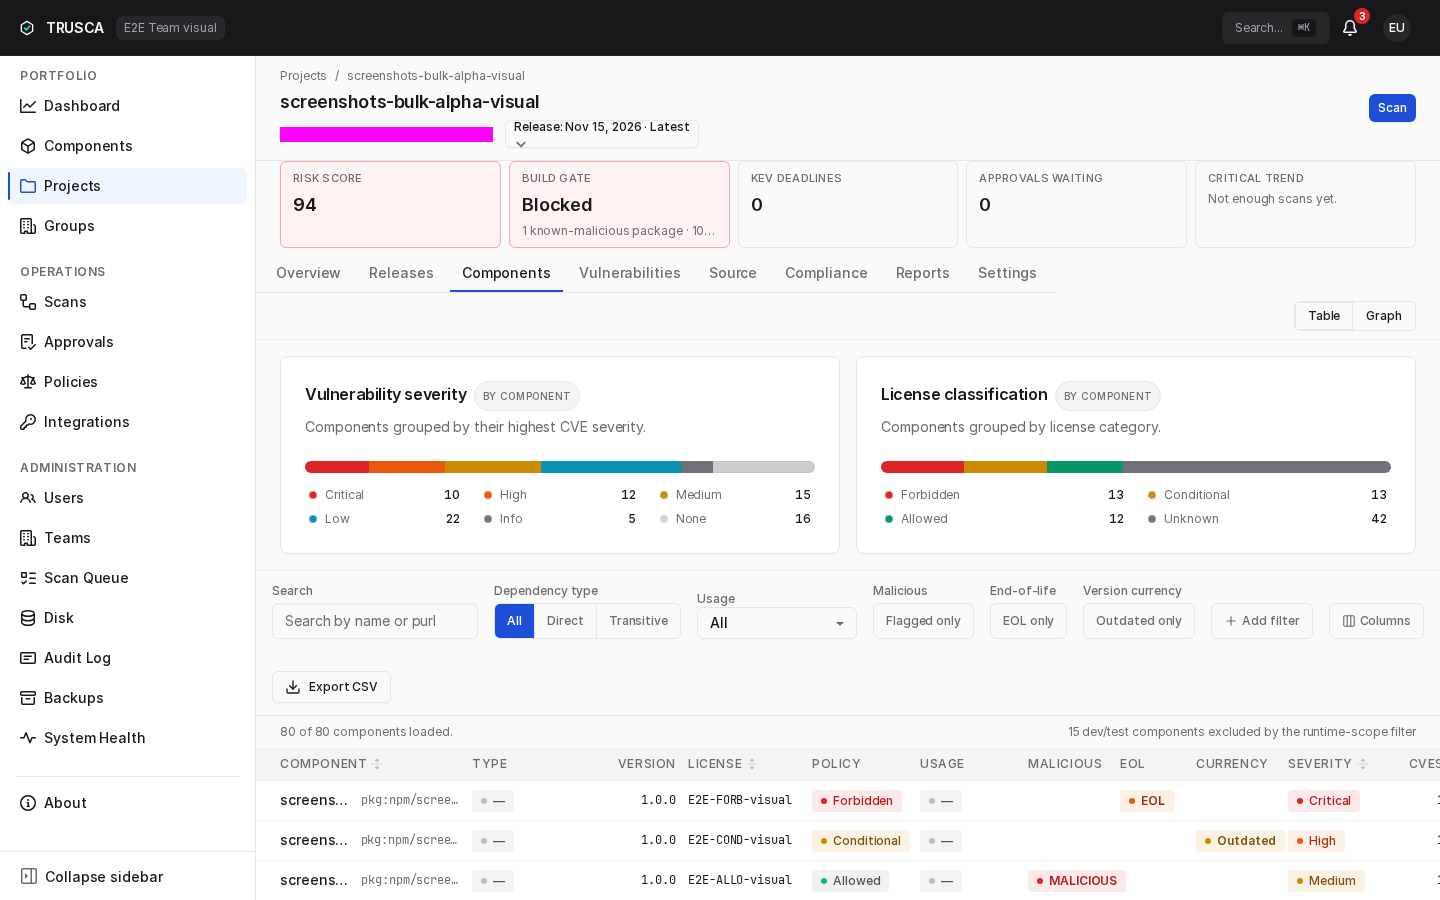 TRUSCA
E2E Team visual
Search...
⌘K
3
EU
PORTFOLIO
Dashboard
Components
Projects
Groups
OPERATIONS
Scans
Approvals
Policies
Integrations
ADMINISTRATION
Users
Teams
Scan Queue
Disk
Audit Log
Backups
System Health
About
Collapse sidebar
Projects / screenshots-bulk-alpha-visual
screenshots-bulk-alpha-visual
Release: Nov 15, 2026 · Latest
Scan
RISK SCORE
94
BUILD GATE
Blocked
1 known-malicious package · 10…
KEV DEADLINES
0
APPROVALS WAITING
0
CRITICAL TREND
Not enough scans yet.
Overview Releases Components Vulnerabilities Source Compliance Reports Settings
Table Graph
Vulnerability severity BY COMPONENT
Components grouped by their highest CVE severity.
Critical 10 High 12 Medium 15
Low 22 Info 5 None 16
License classification BY COMPONENT
Components grouped by license category.
Forbidden 13 Conditional 13
Allowed 12 Unknown 42
Search
Search by name or purl
Dependency type
All Direct Transitive
Usage
All
Malicious
Flagged only
End-of-life
EOL only
Version currency
Outdated only
Add filter
Columns
Export CSV
80 of 80 components loaded.
15 dev/test components excluded by the runtime-scope filter
COMPONENT TYPE VERSION LICENSE POLICY USAGE MALICIOUS EOL CURRENCY SEVERITY CVES
screens… pkg:npm/scree… — 1.0.0 E2E-FORB-visual Forbidden — EOL Critical
screens… pkg:npm/scree… — 1.0.0 E2E-COND-visual Conditional — Outdated High
screens… pkg:npm/scree… — 1.0.0 E2E-ALLO-visual Allowed — MALICIOUS Medium